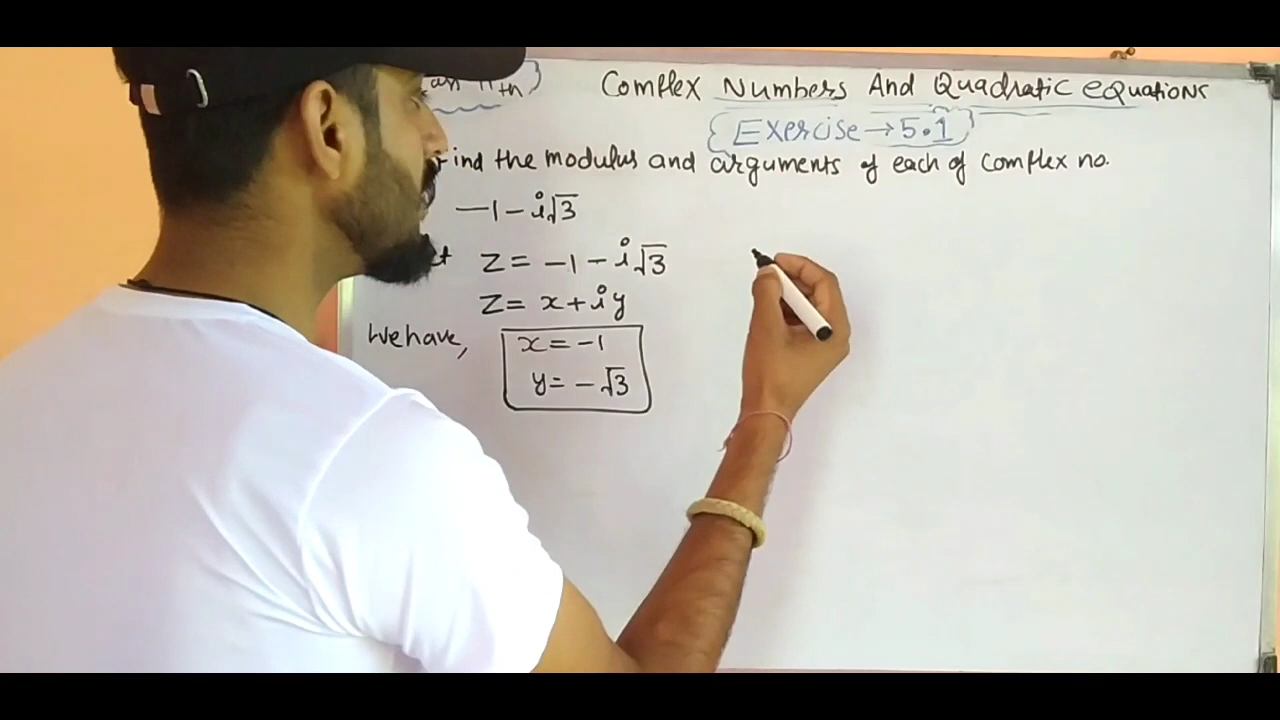 11th
Complex Numbers And Quadratic equations
Exercise → 5.1
ind the modulus and arguments of each of complex no.
-1 - i√3
z = -1 - i√3
z = x + iy
We have,
x = -1
y = -√3